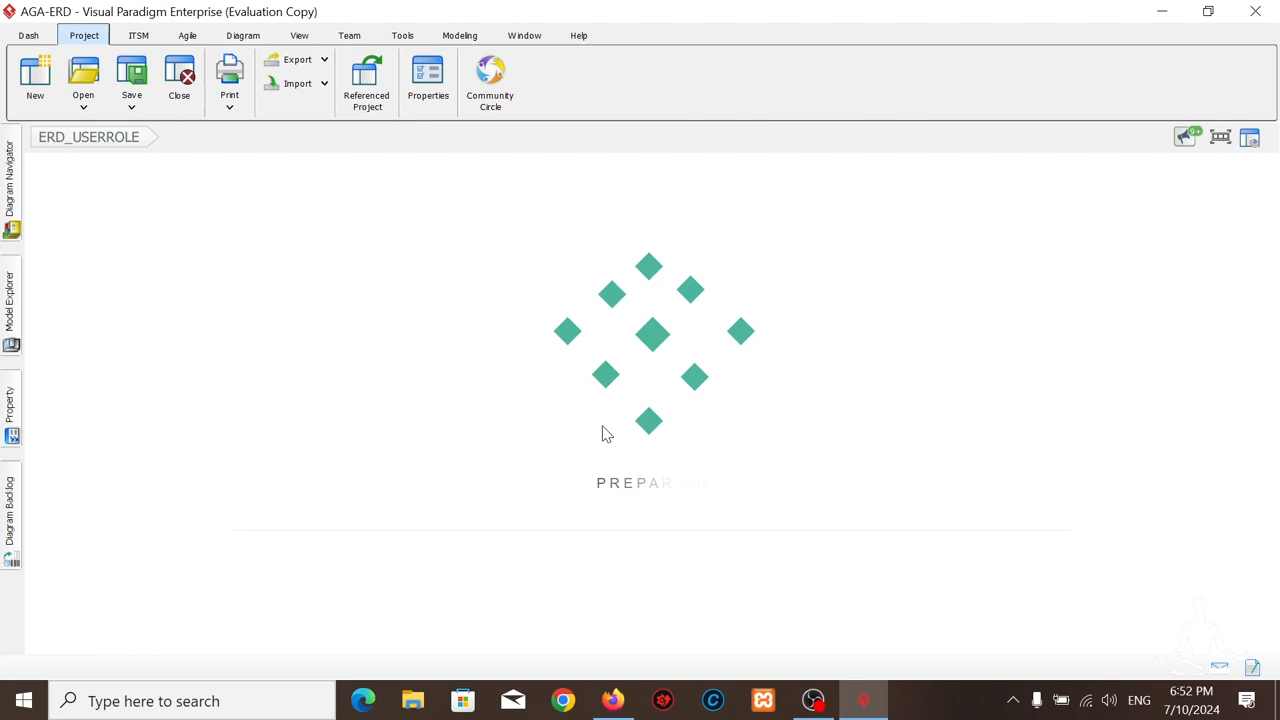 AGA-ERD - Visual Paradigm Enterprise (Evaluation Copy)
Dash Project ITSM Agile Diagram View Team Tools Modeling Window Help
New
Open
Save
Close
Print
Export
Import
Referenced
Project
Properties
Community
Circle
ERD_USERROLE
9+
Diagram Navigator
Model Explorer
Property
Diagram Backlog
PREPARING
Type here to search
ENG
6:52 PM
7/10/2024